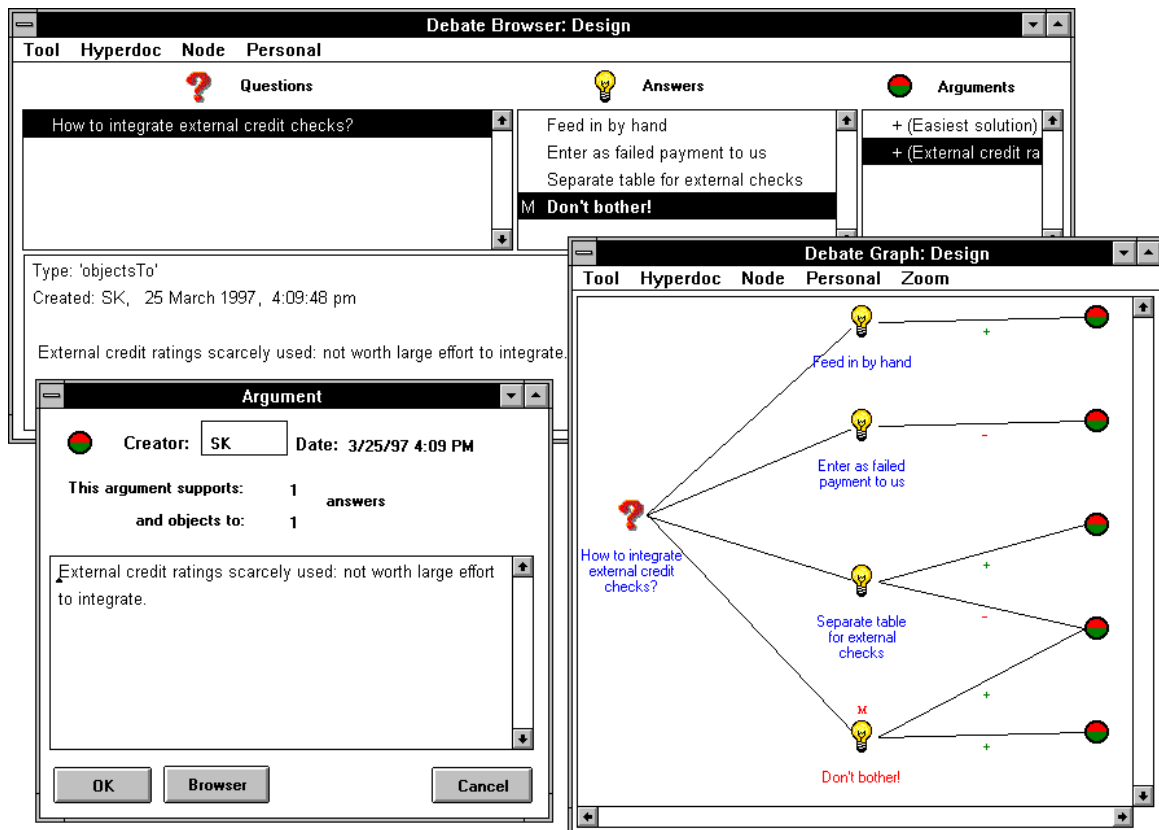 Debate Browser: Design
Tool Hyperdoc Node Personal
? Questions
Answers
Arguments
How to integrate external credit checks?
Feed in by hand
Enter as failed payment to us
Separate table for external checks
M Don't bother!
+ (Easiest solution)
+ (External credit ra
Type: 'objectsTo'
Created: SK, 25 March 1997, 4:09:48 pm
External credit ratings scarcely used: not worth large effort to integrate.
Argument
Creator: SK Date: 3/25/97 4:09 PM
This argument supports: 1 answers
and objects to: 1
External credit ratings scarcely used: not worth large effort
to integrate.
OK Browser Cancel
Debate Graph: Design
Tool Hyperdoc Node Personal Zoom
+
Feed in by hand
-
Enter as failed
payment to us
?
How to integrate
external credit
checks?
+
Separate table
for external
checks
-
+
M
+
Don't bother!